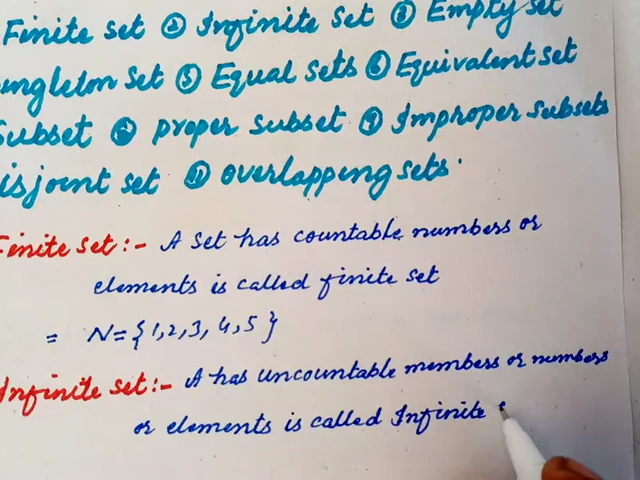 Finite set ② Infinite Set ③ Empty set
ingleton Set ⑤ Equal Sets ⑥ Equivalent set
Subset ⑧ proper subset ⑨ Improper Subsets
isjoint set ⑪ overlapping sets.
Finite set :- A set has countable numbers or
elements is called finite set
= N={1,2,3,4,5}
Infinite set :- A has uncountable members or numbers
or elements is called Infinite